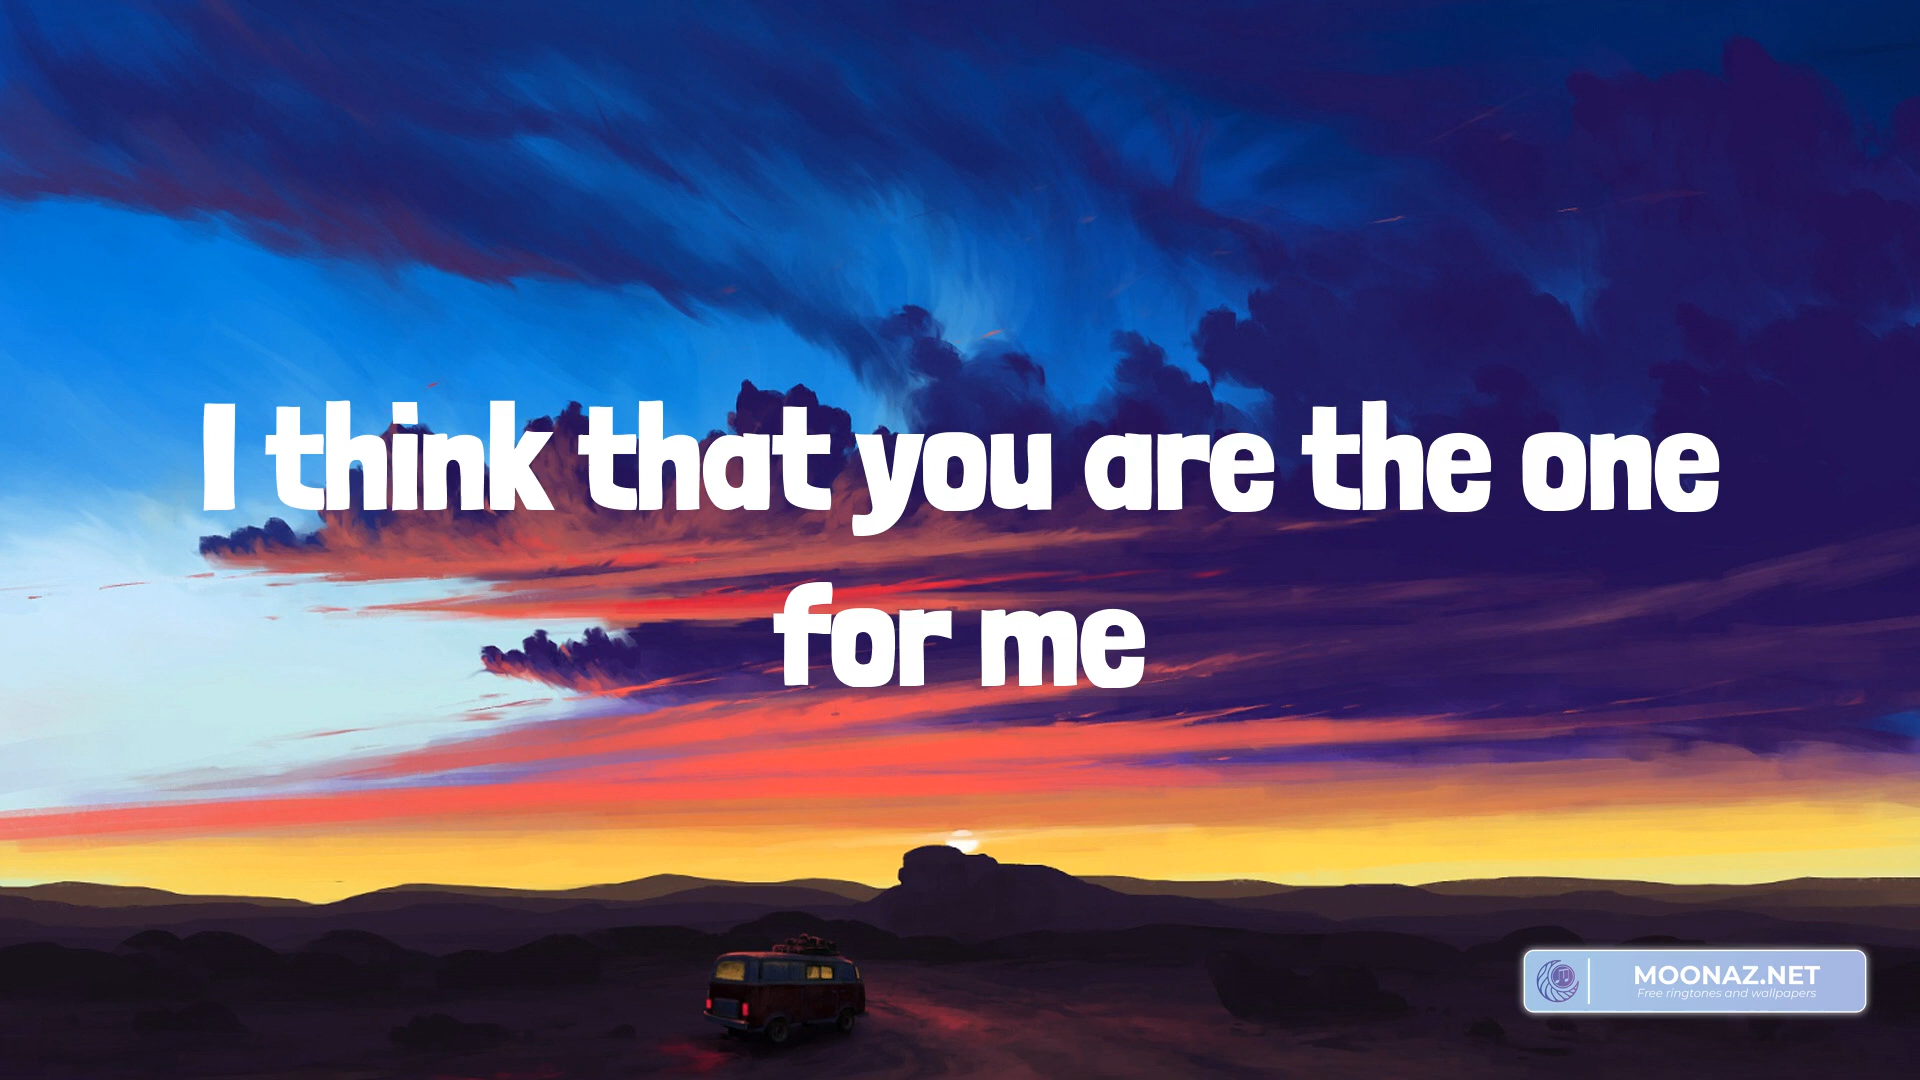 I think that you are the one
for me
MOONAZ.NET
Free ringtones and wallpapers